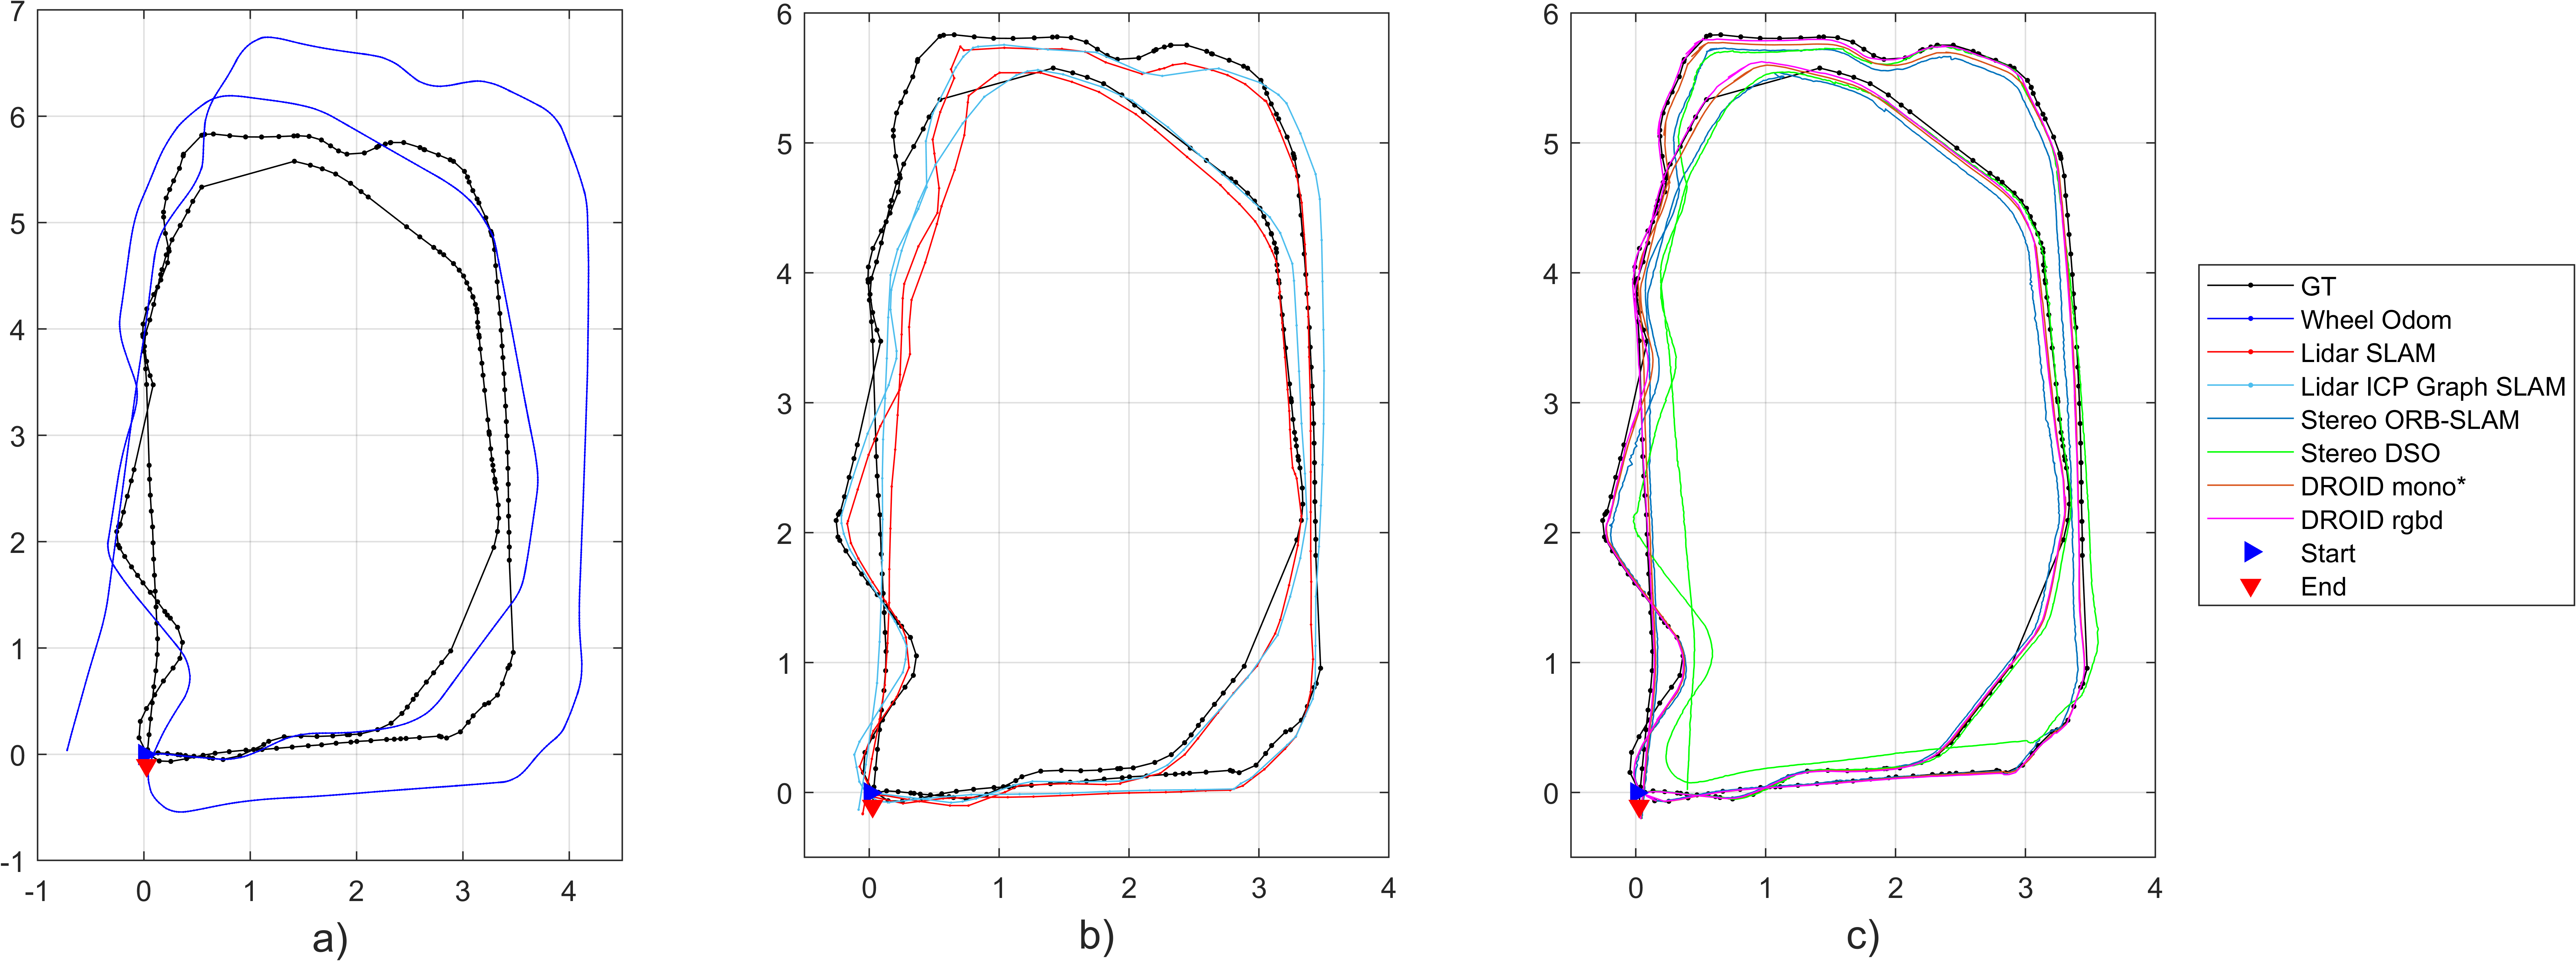 7
6
5
4
3
2
1
0
-1
-1 0 1 2 3 4
a)
6
5
4
3
2
1
0
0 1 2 3 4
b)
6
5
4
3
2
1
0
0 1 2 3 4
c)
GT
Wheel Odom
Lidar SLAM
Lidar ICP Graph SLAM
Stereo ORB-SLAM
Stereo DSO
DROID mono*
DROID rgbd
Start
End